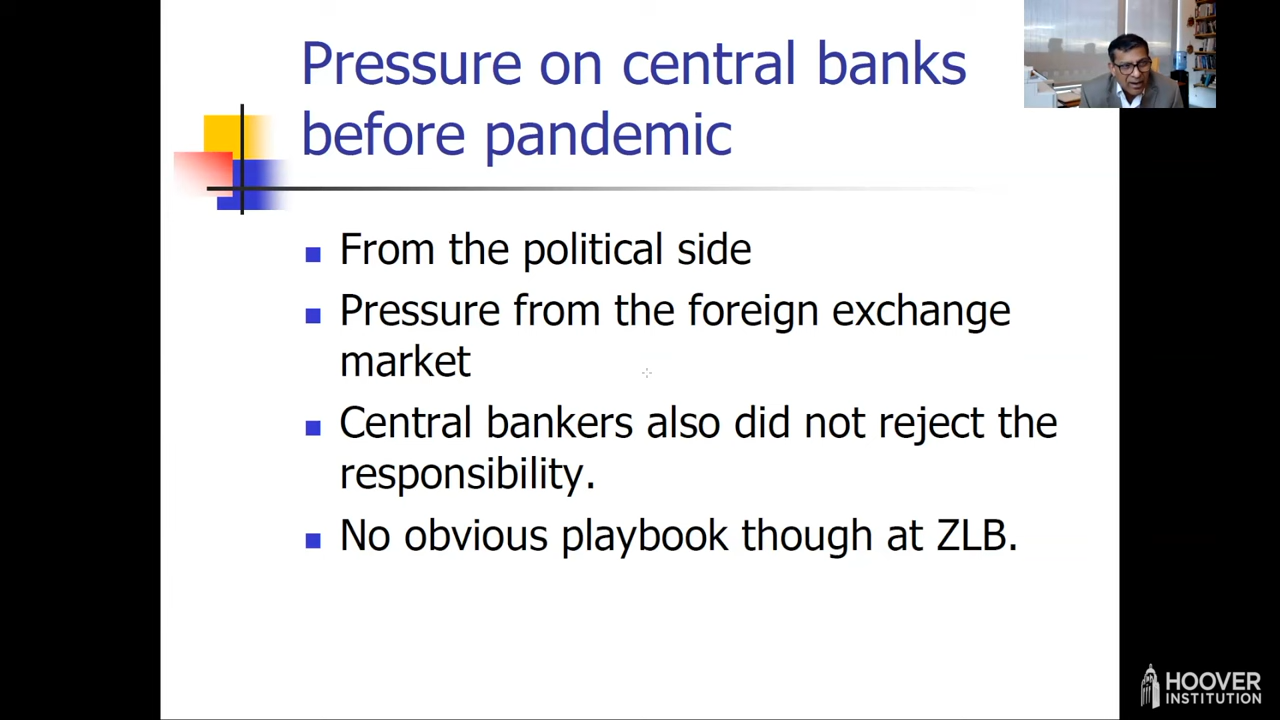 Pressure on central banks
before pandemic
From the political side
Pressure from the foreign exchange
market
Central bankers also did not reject the
responsibility.
No obvious playbook though at ZLB.
HOOVER
INSTITUTION